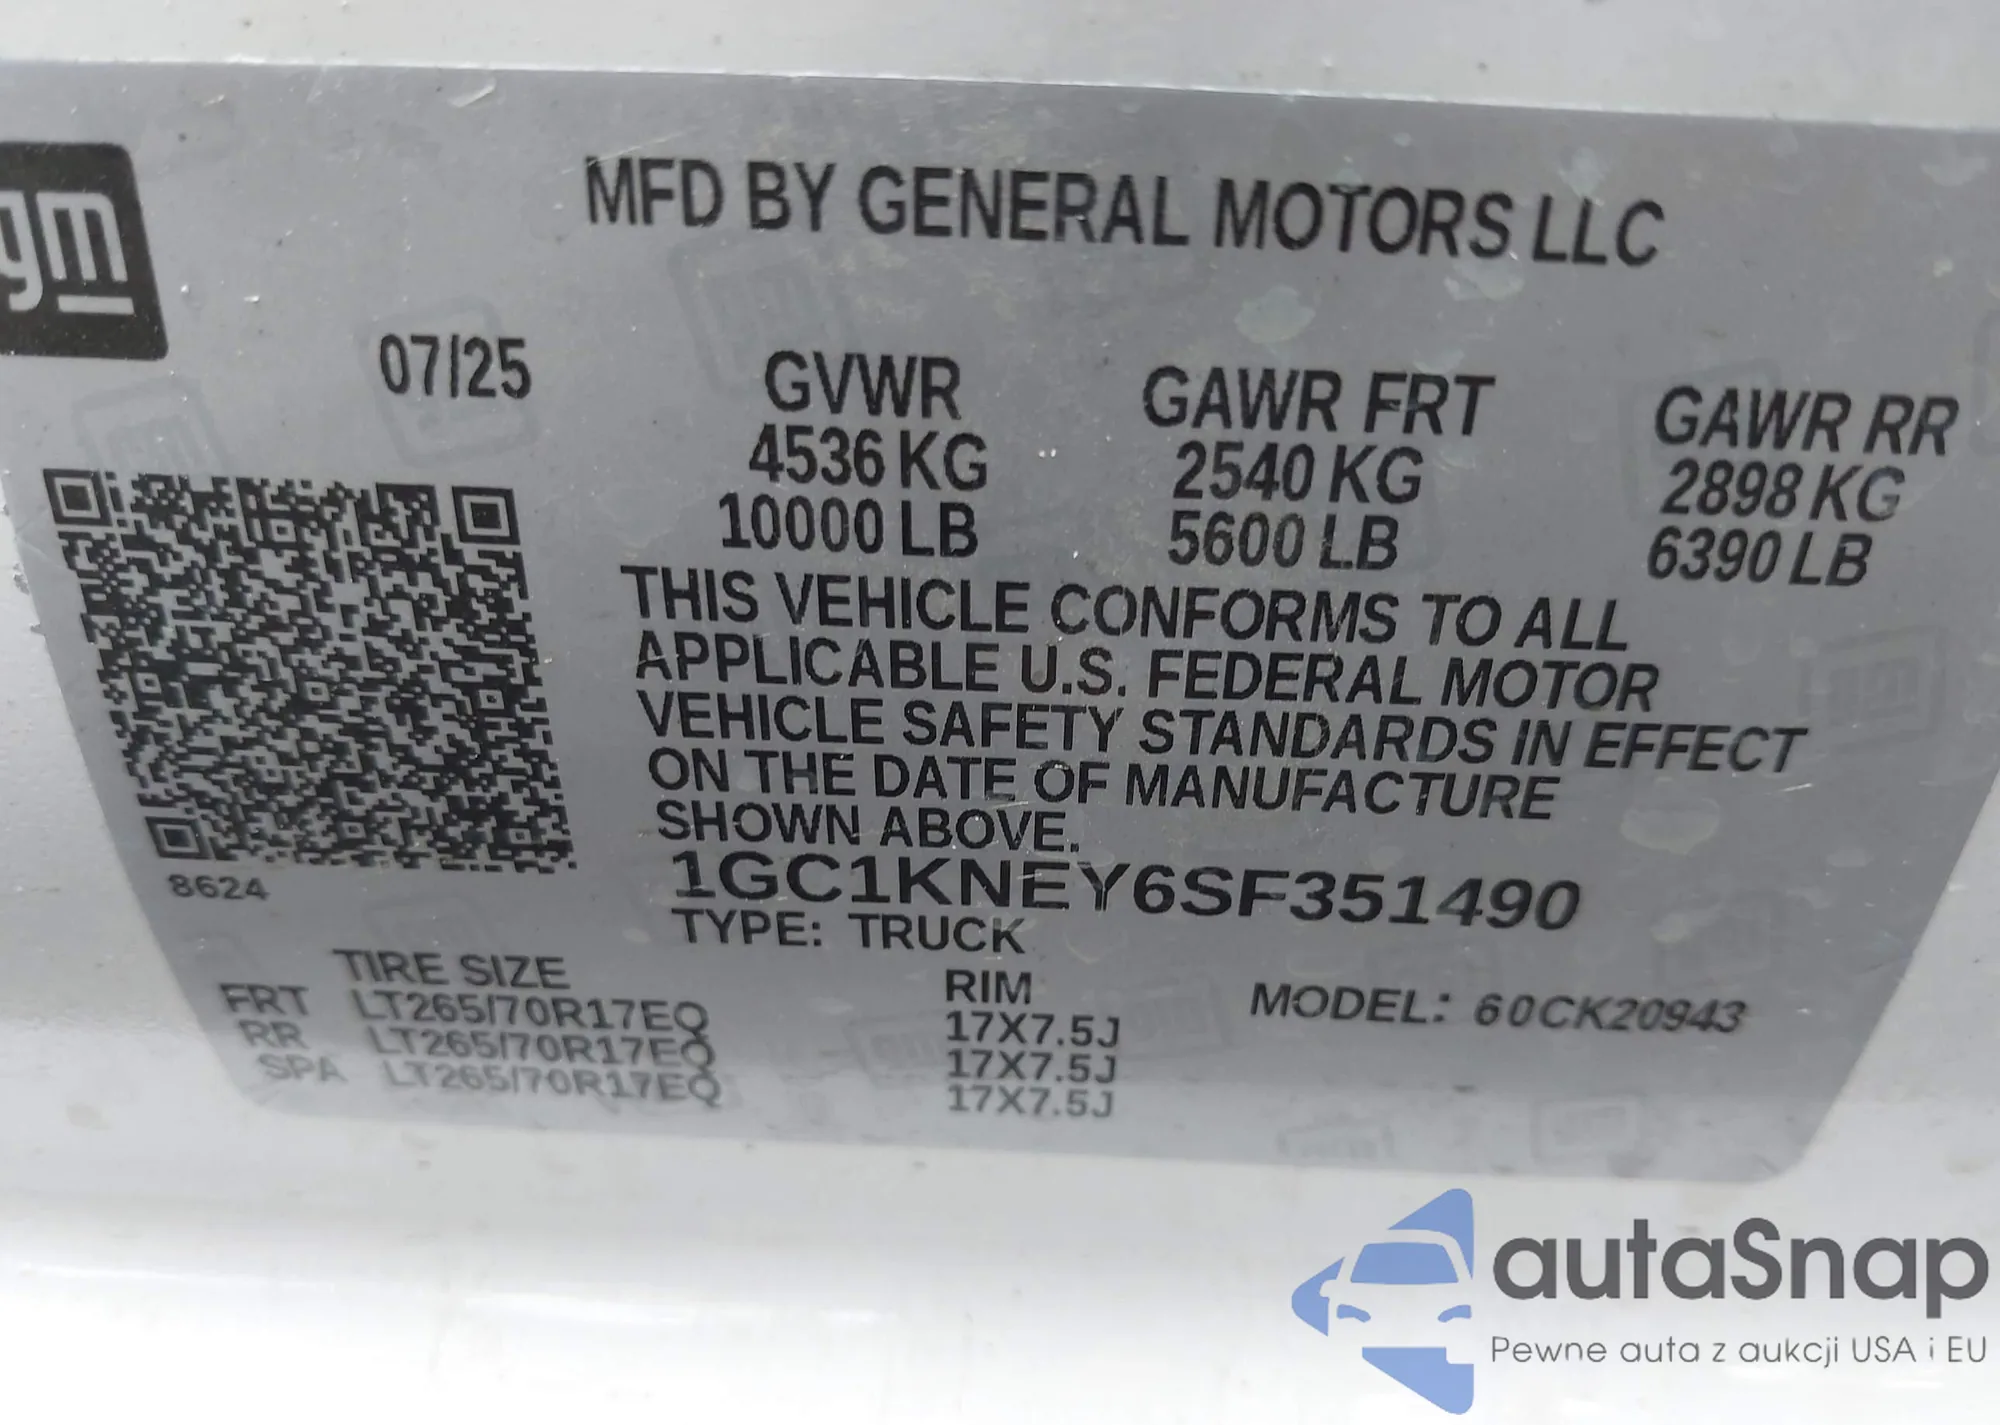 gm
MFD BY GENERAL MOTORS LLC
07/25
GVWR
4536 KG
10000 LB
GAWR FRT
2540 KG
5600 LB
GAWR RR
2898 KG
6390 LB
THIS VEHICLE CONFORMS TO ALL
APPLICABLE U.S. FEDERAL MOTOR
VEHICLE SAFETY STANDARDS IN EFFECT
ON THE DATE OF MANUFACTURE
SHOWN ABOVE.
1GC1KNEY6SF351490
TYPE: TRUCK
8624
TIRE SIZE
RIM
FRT LT265/70R17EQ 17X7.5J
RR LT265/70R17EQ 17X7.5J
SPA LT265/70R17EQ 17X7.5J
MODEL: 60CK20943
autaSnap
Pewne auta z aukcji USA i EU